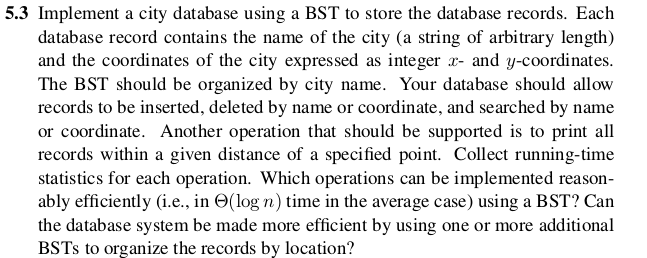 5.3 Implement a city database using a BST to store the database records. Each
database record contains the name of the city (a string of arbitrary length)
and the coordinates of the city expressed as integer x- and y-coordinates.
The BST should be organized by city name. Your database should allow
records to be inserted, deleted by name or coordinate, and searched by name
or coordinate. Another operation that should be supported is to print all
records within a given distance of a specified point. Collect running-time
statistics for each operation. Which operations can be implemented reason-
ably efficiently (i.e., in Θ(log n) time in the average case) using a BST? Can
the database system be made more efficient by using one or more additional
BSTs to organize the records by location?